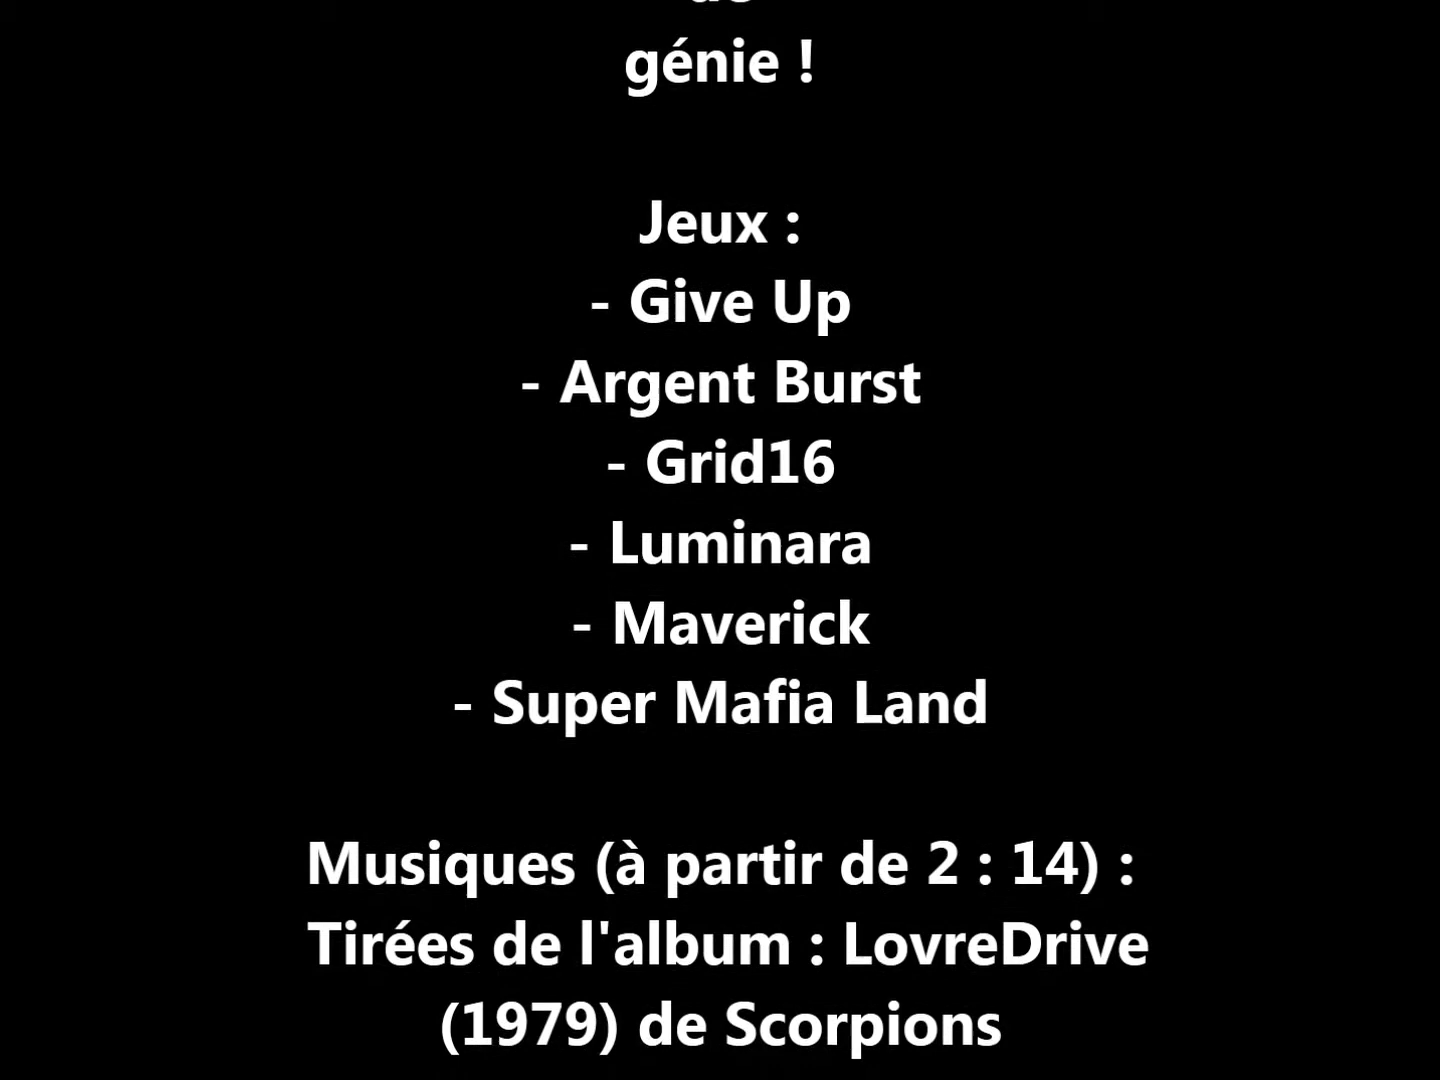 génie !
Jeux :
- Give Up
- Argent Burst
- Grid16
- Luminara
- Maverick
- Super Mafia Land
Musiques (à partir de 2 : 14) :
Tirées de l'album : LovreDrive
(1979) de Scorpions